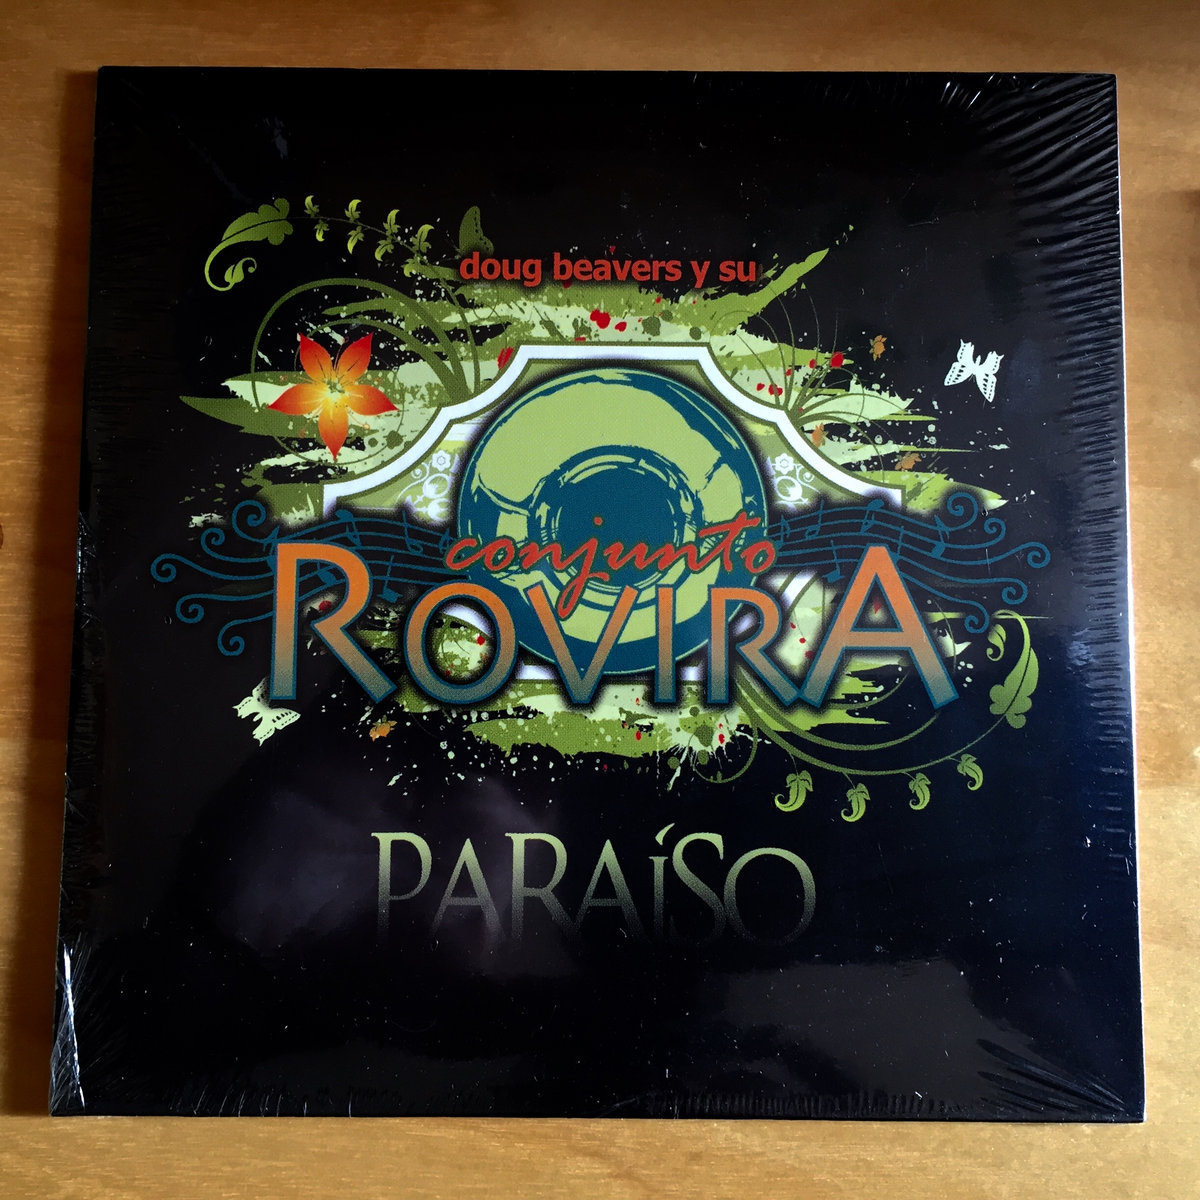 doug beavers y su
conjunto
ROVIRA
PARAÍSO